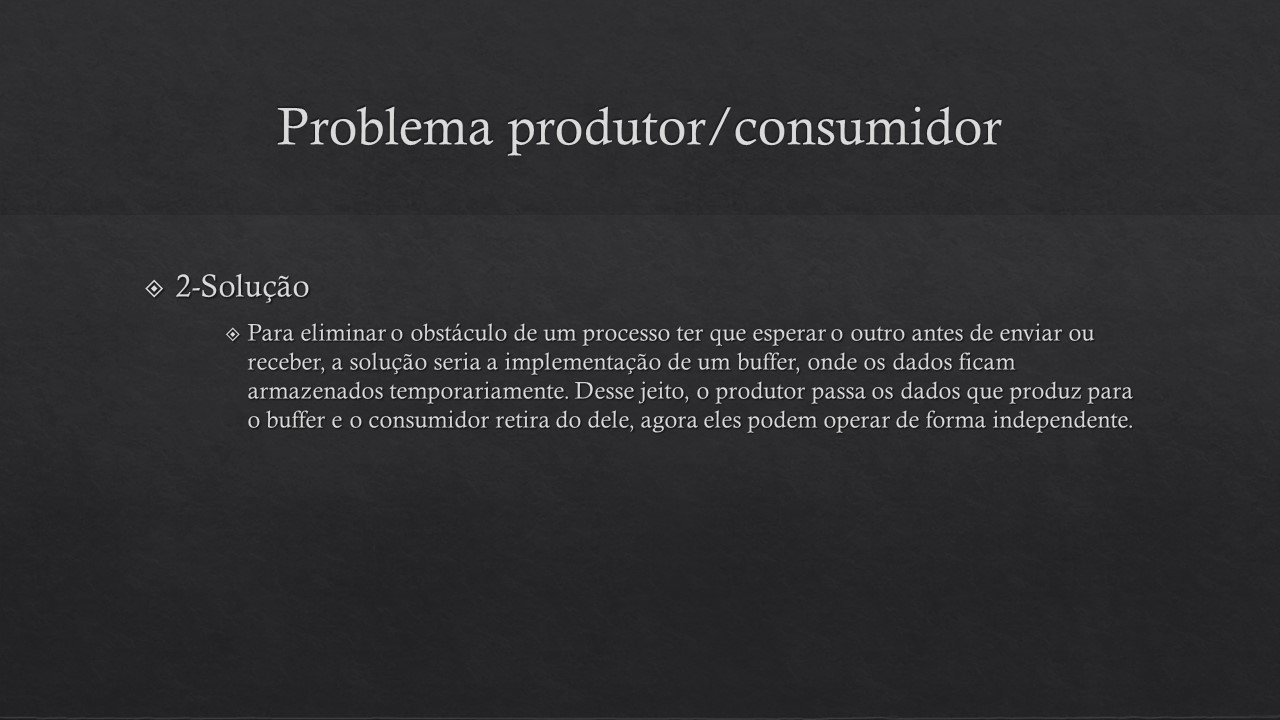 Problema produtor/consumidor
2-Solução
Para eliminar o obstáculo de um processo ter que esperar o outro antes de enviar ou
receber, a solução seria a implementação de um buffer, onde os dados ficam
armazenados temporariamente. Desse jeito, o produtor passa os dados que produz para
o buffer e o consumidor retira do dele, agora eles podem operar de forma independente.